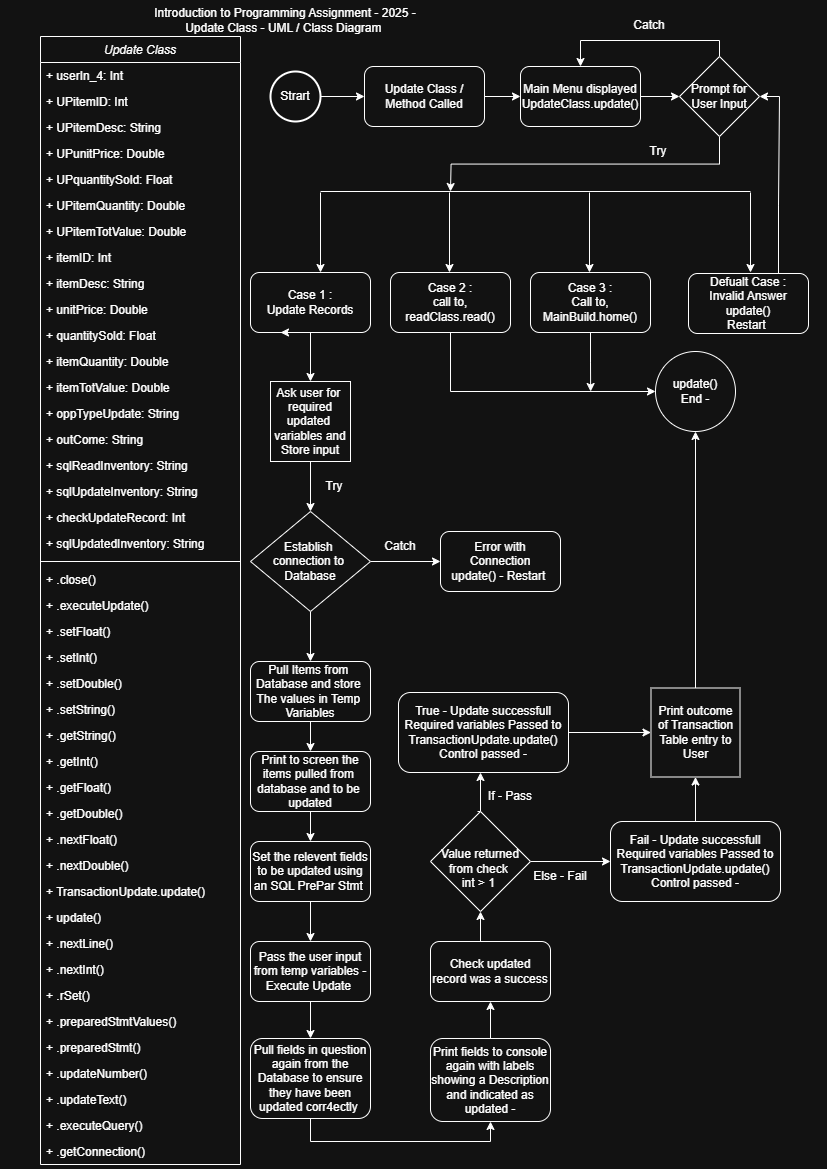 Introduction to Programming Assignment - 2025 -
Update Class - UML / Class Diagram
Update Class
+ userIn_4: Int
+ UPitemID: Int
+ UPitemDesc: String
+ UPunitPrice: Double
+ UPquantitySold: Float
+ UPitemQuantity: Double
+ UPitemTotValue: Double
+ itemID: Int
+ itemDesc: String
+ unitPrice: Double
+ quantitySold: Float
+ itemQuantity: Double
+ itemTotValue: Double
+ oppTypeUpdate: String
+ outCome: String
+ sqlReadInventory: String
+ sqlUpdateInventory: String
+ checkUpdateRecord: Int
+ sqlUpdatedInventory: String
+ .close()
+ .executeUpdate()
+ .setFloat()
+ .setInt()
+ .setDouble()
+ .setString()
+ .getString()
+ .getInt()
+ .getFloat()
+ .getDouble()
+ .nextFloat()
+ .nextDouble()
+ TransactionUpdate.update()
+ update()
+ .nextLine()
+ .nextInt()
+ .rSet()
+ .preparedStmtValues()
+ .preparedStmt()
+ .updateNumber()
+ .updateText()
+ .executeQuery()
+ .getConnection()
Strart
Update Class /
Method Called
Main Menu displayed
UpdateClass.update()
Catch
Prompt for
User Input
Try
Case 1 :
Update Records
Case 2 :
call to,
readClass.read()
Case 3 :
Call to,
MainBuild.home()
Defualt Case :
Invalid Answer
update()
Restart
update()
End -
Ask user for
required
updated
variables and
Store input
Try
Establish
connection to
Database
Catch
Error with
Connection
update() - Restart
Pull Items from
Database and store
The values in Temp
Variables
Print to screen the
items pulled from
database and to be
updated
Set the relevent fields
to be updated using
an SQL PrePar Stmt
Pass the user input
from temp variables -
Execute Update
Pull fields in question
again from the
Database to ensure
they have been
updated corr4ectly
Print fields to console
again with labels
showing a Description
and indicated as
updated -
Check updated
record was a success
Value returned
from check
int > 1
If - Pass
Else - Fail
True - Update successfull
Required variables Passed to
TransactionUpdate.update()
Control passed -
Fail - Update successfull
Required variables Passed to
TransactionUpdate.update()
Control passed -
Print outcome
of Transaction
Table entry to
User